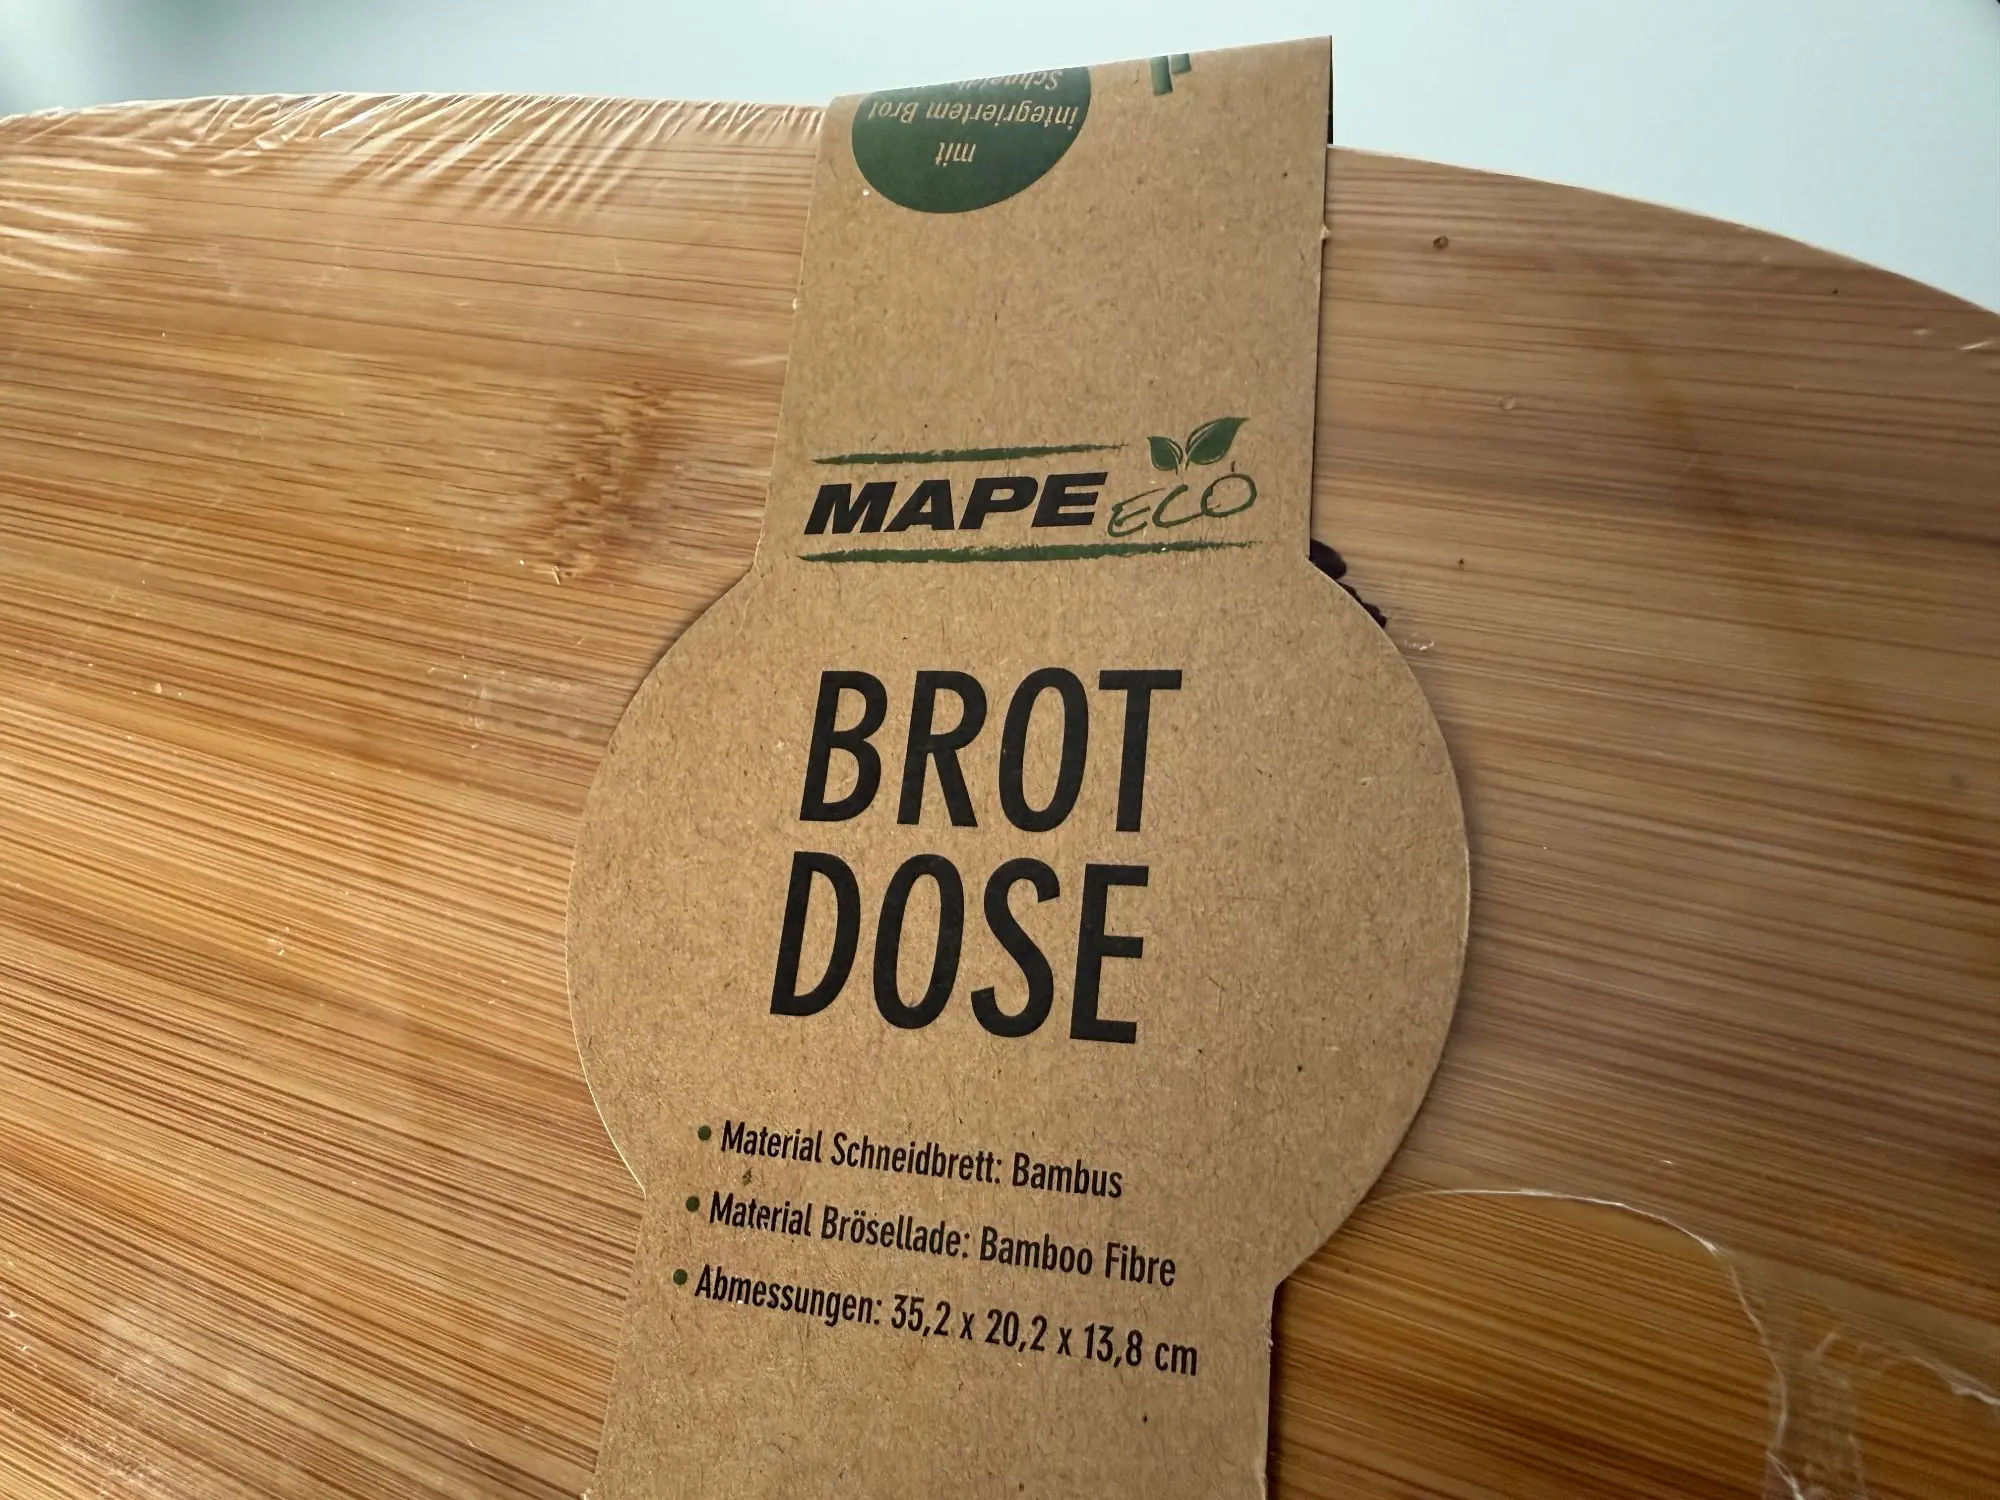 mit
integriertem Brot
MAPE ECO
BROT
DOSE
• Material Schneidbrett: Bambus
• Material Brösellade: Bamboo Fibre
• Abmessungen: 35,2 x 20,2 x 13,8 cm